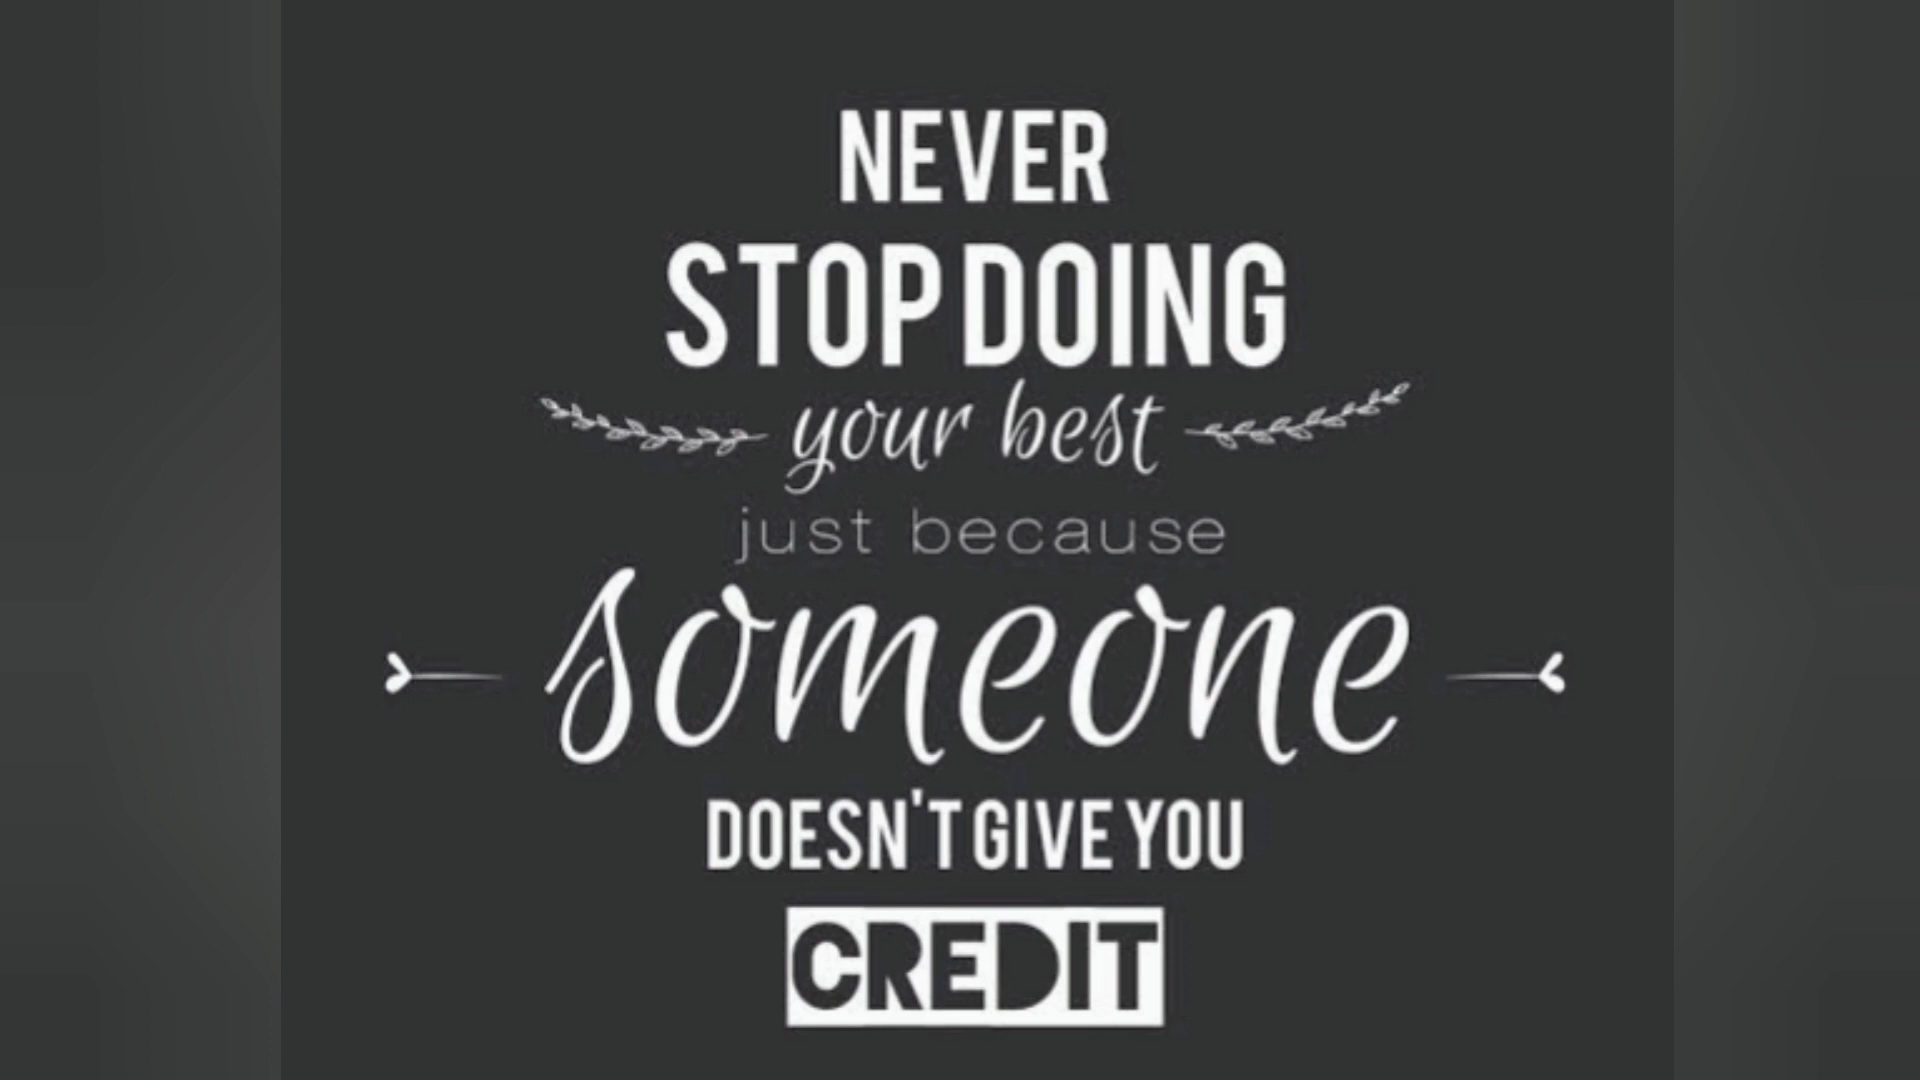 NEVER
STOP DOING
your best
just because
someone
DOESN'T GIVE YOU
CREDIT